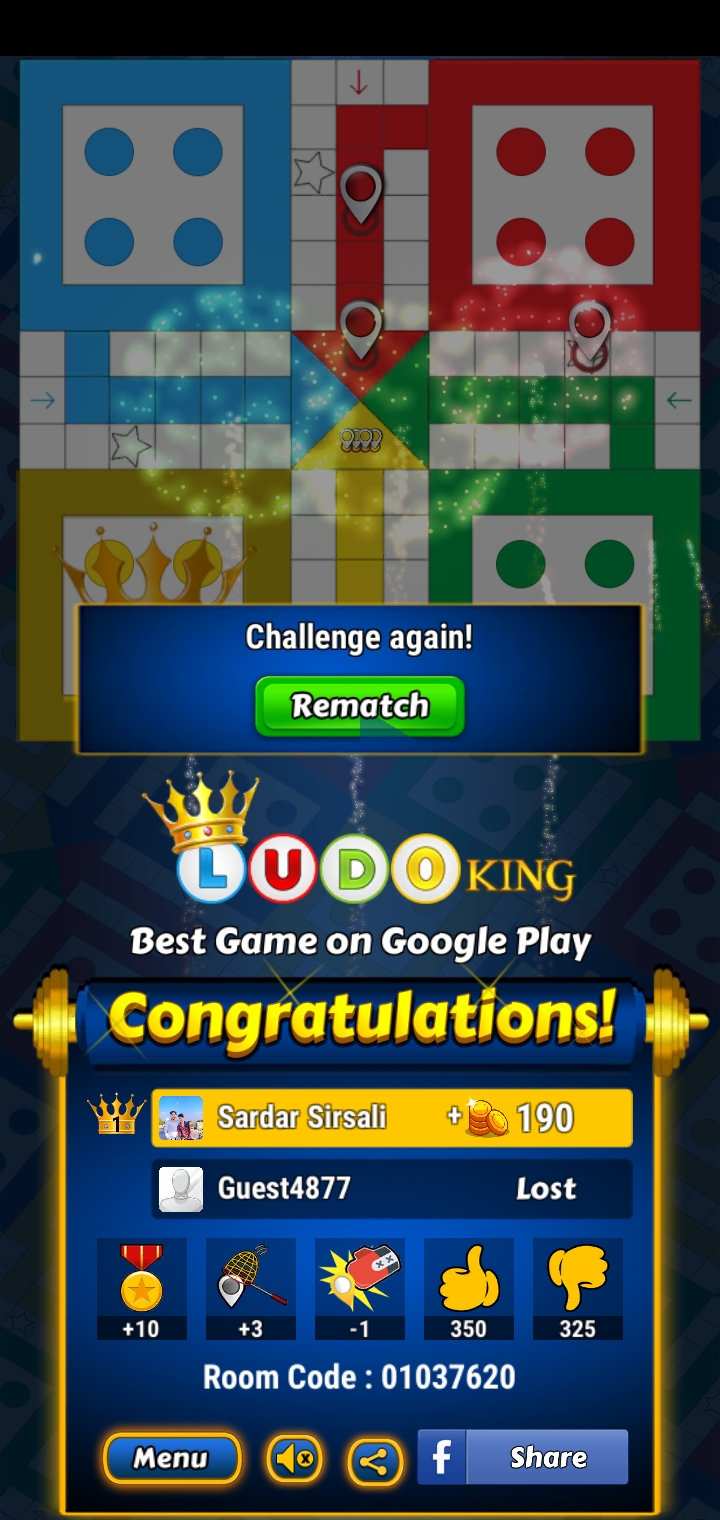 Challenge again!
Rematch
LUDO KING
Best Game on Google Play
Congratulations!
1 Sardar Sirsali + 190
Guest4877 Lost
+10 +3 -1 350 325
Room Code : 01037620
Menu f Share